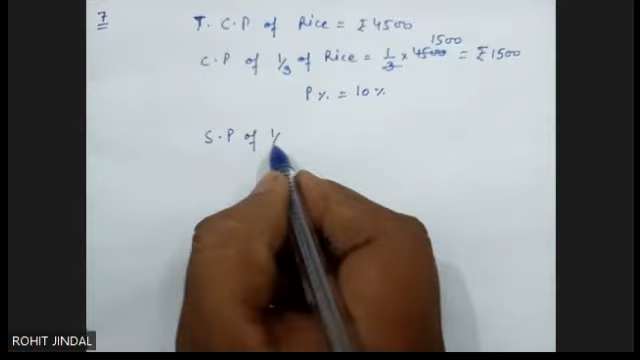 7 T. C.P of Rice = ₹ 4500
C.P of 1/3 of Rice = 1/3 × 4500 1500 = ₹ 1500
P% = 10%
S.P of 1/
ROHIT JINDAL